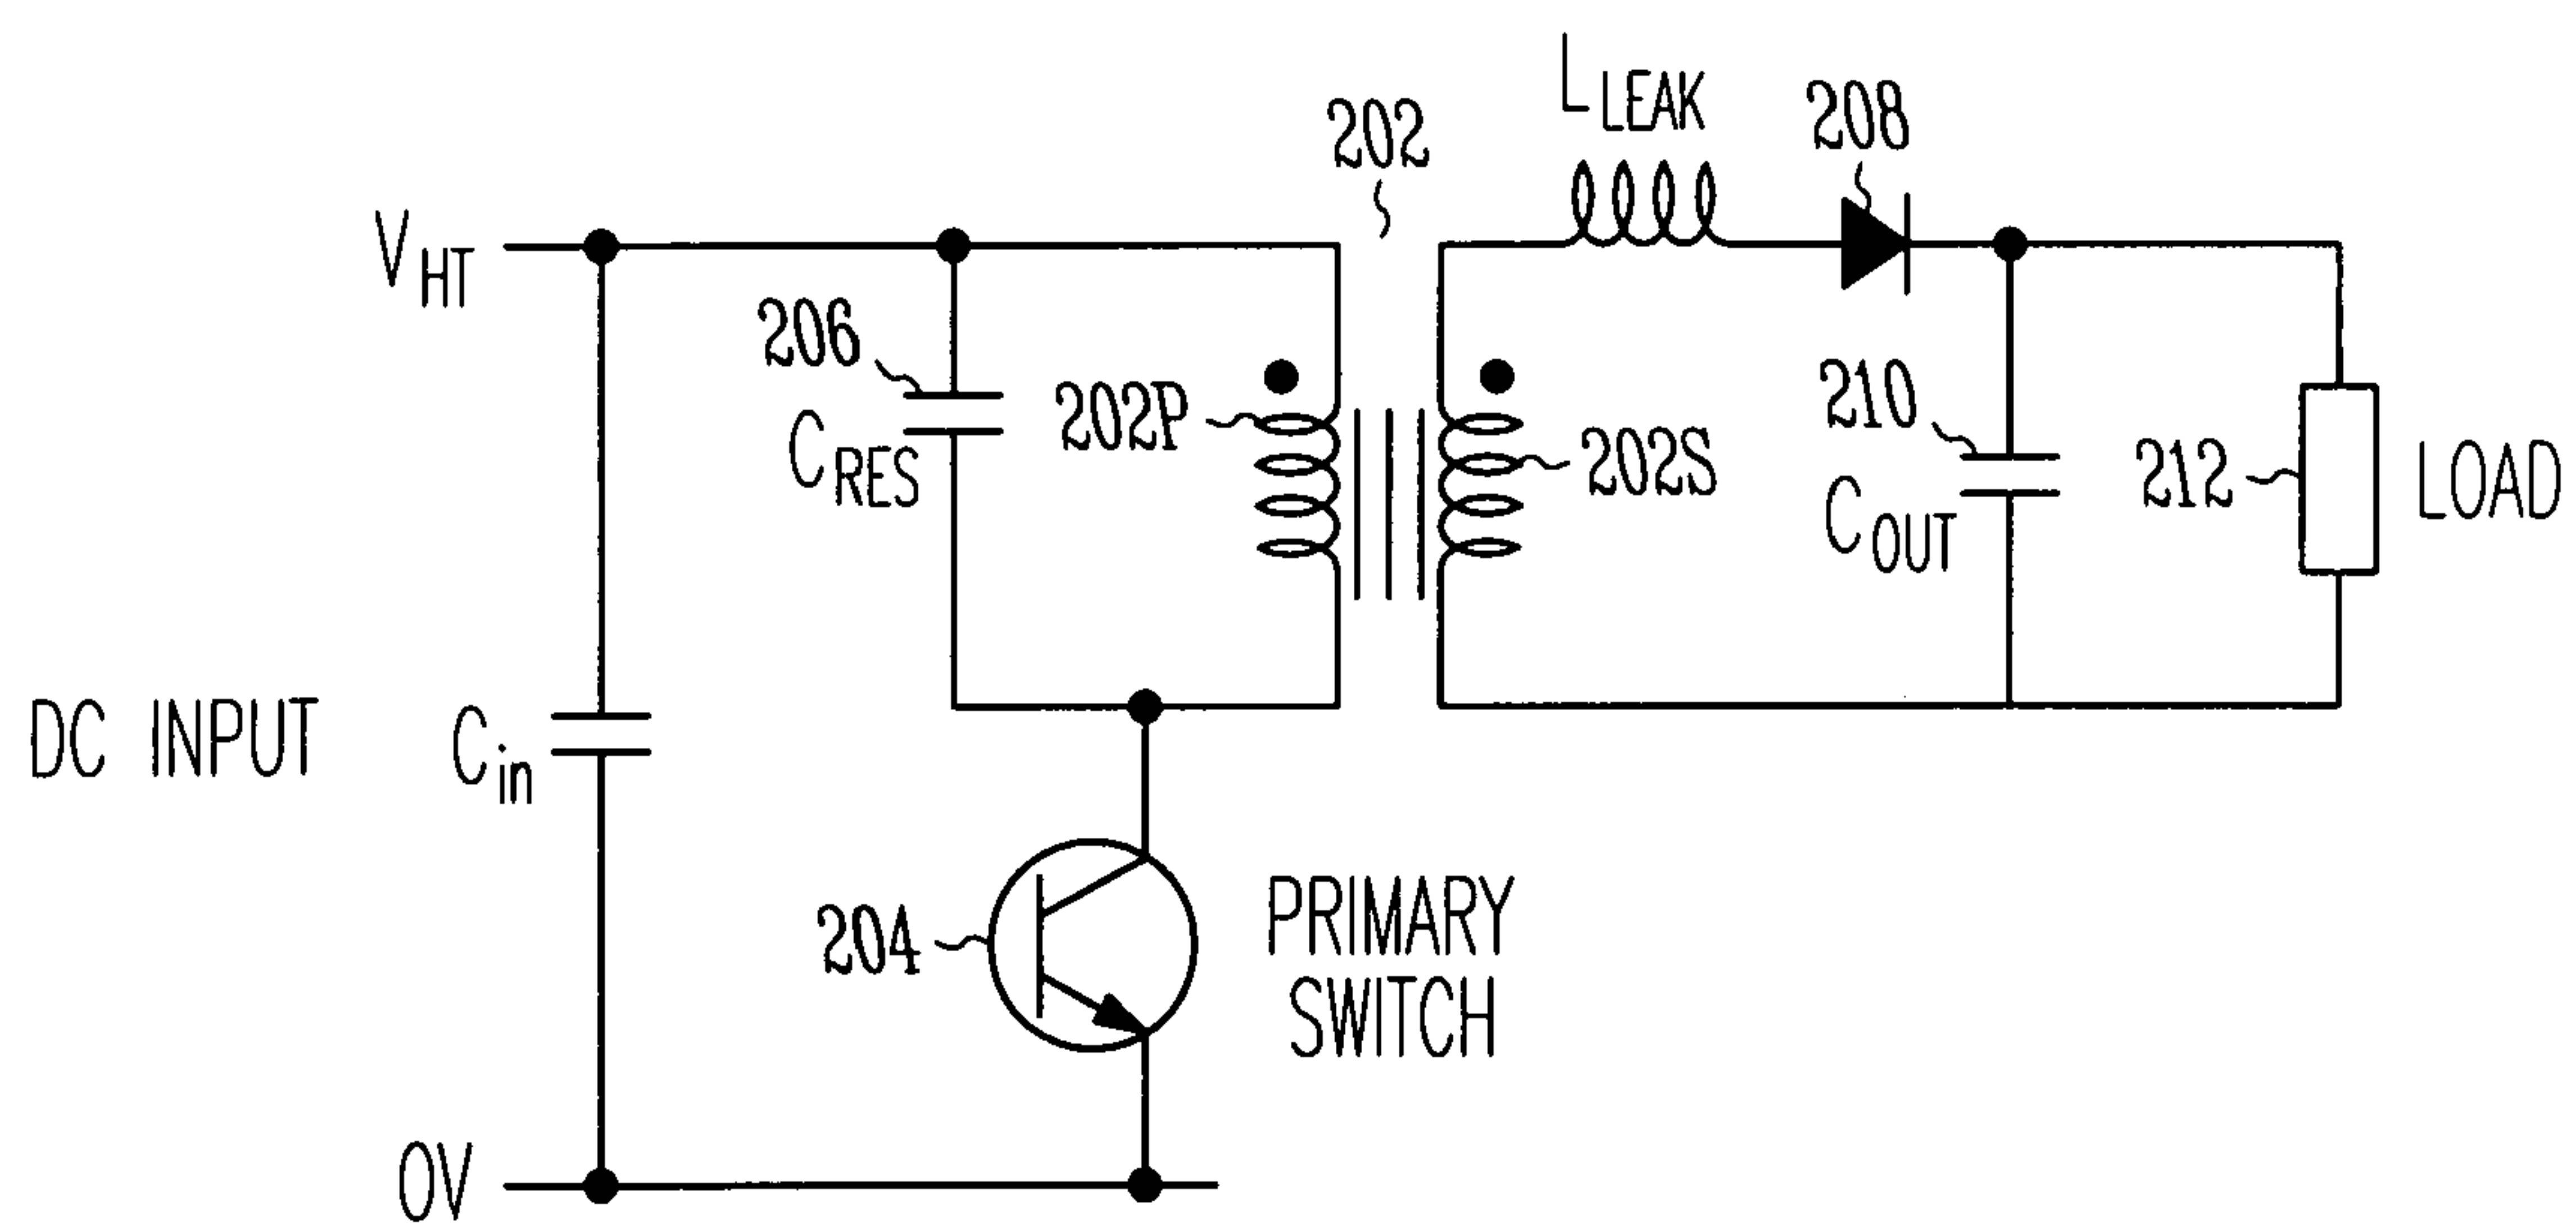 L LEAK
202
208
V HT
206
C RES
202P
202S
210
C OUT
212
LOAD
DC INPUT
C in
204
PRIMARY
SWITCH
0V